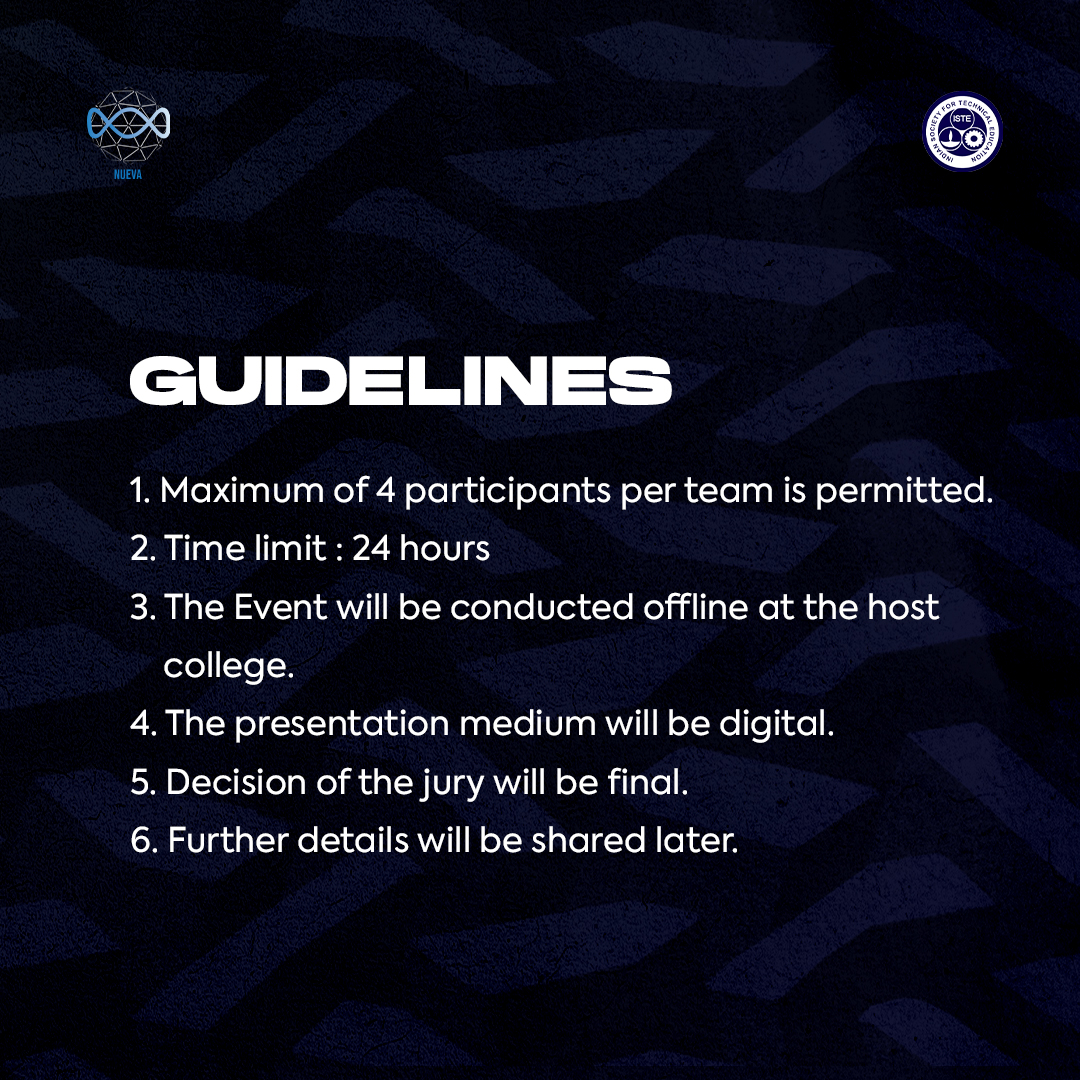 NUEVA
INDIAN SOCIETY FOR TECHNICAL EDUCATION
ISTE
GUIDELINES
1. Maximum of 4 participants per team is permitted.
2. Time limit : 24 hours
3. The Event will be conducted offline at the host
college.
4. The presentation medium will be digital.
5. Decision of the jury will be final.
6. Further details will be shared later.